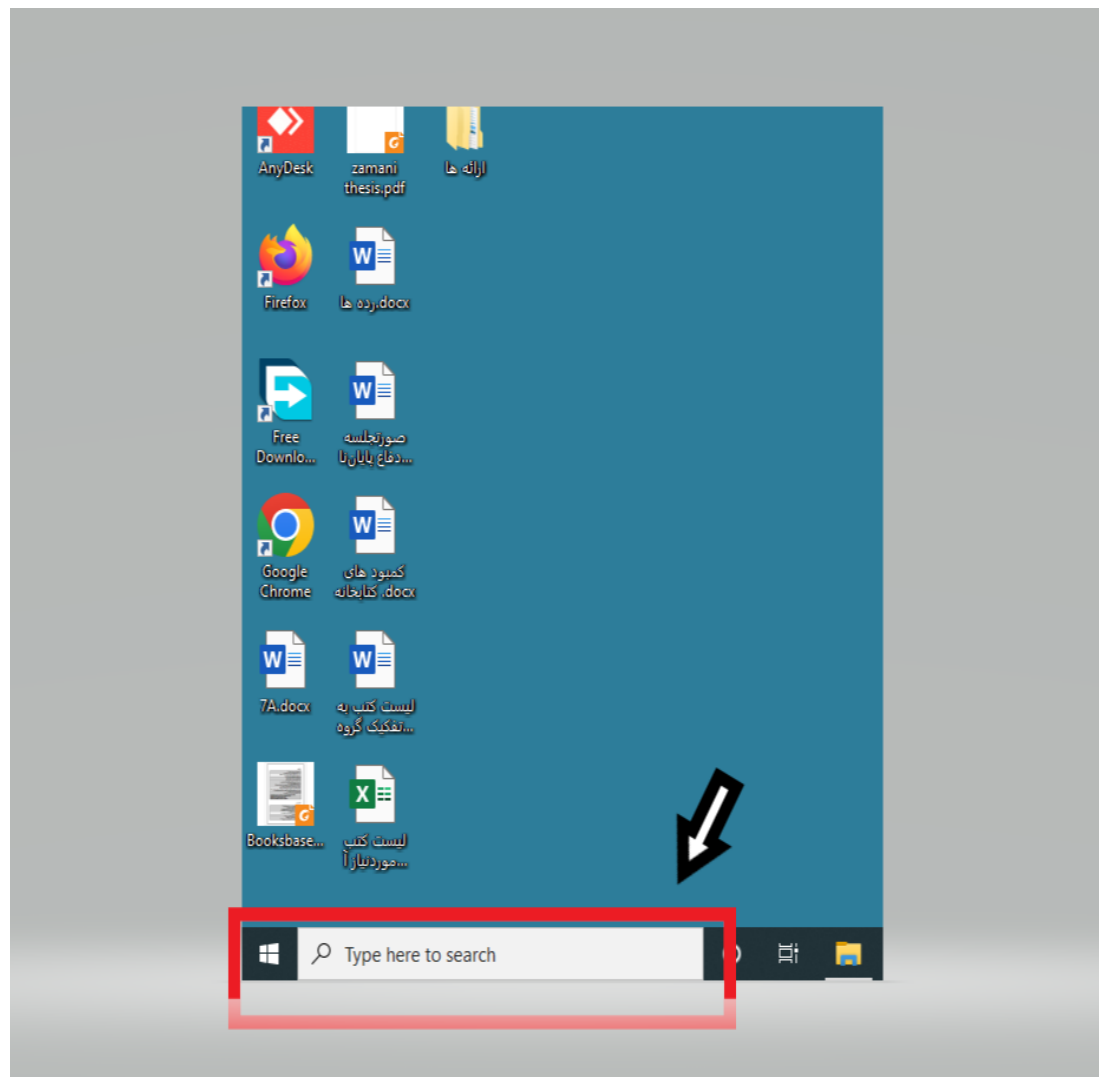 AnyDesk
zamani
thesis.pdf
ارائه ها
Firefox
رده ها.docx
Free
Downlo...
صورتجلسه
دفاع پایان‌نا...
Google
Chrome
کمبود های
کتابخانه .docx
7A.docx
لیست کتب به
تفکیک گروه...
Booksbase...
لیست کتب
موردنیاز آ...
Type here to search